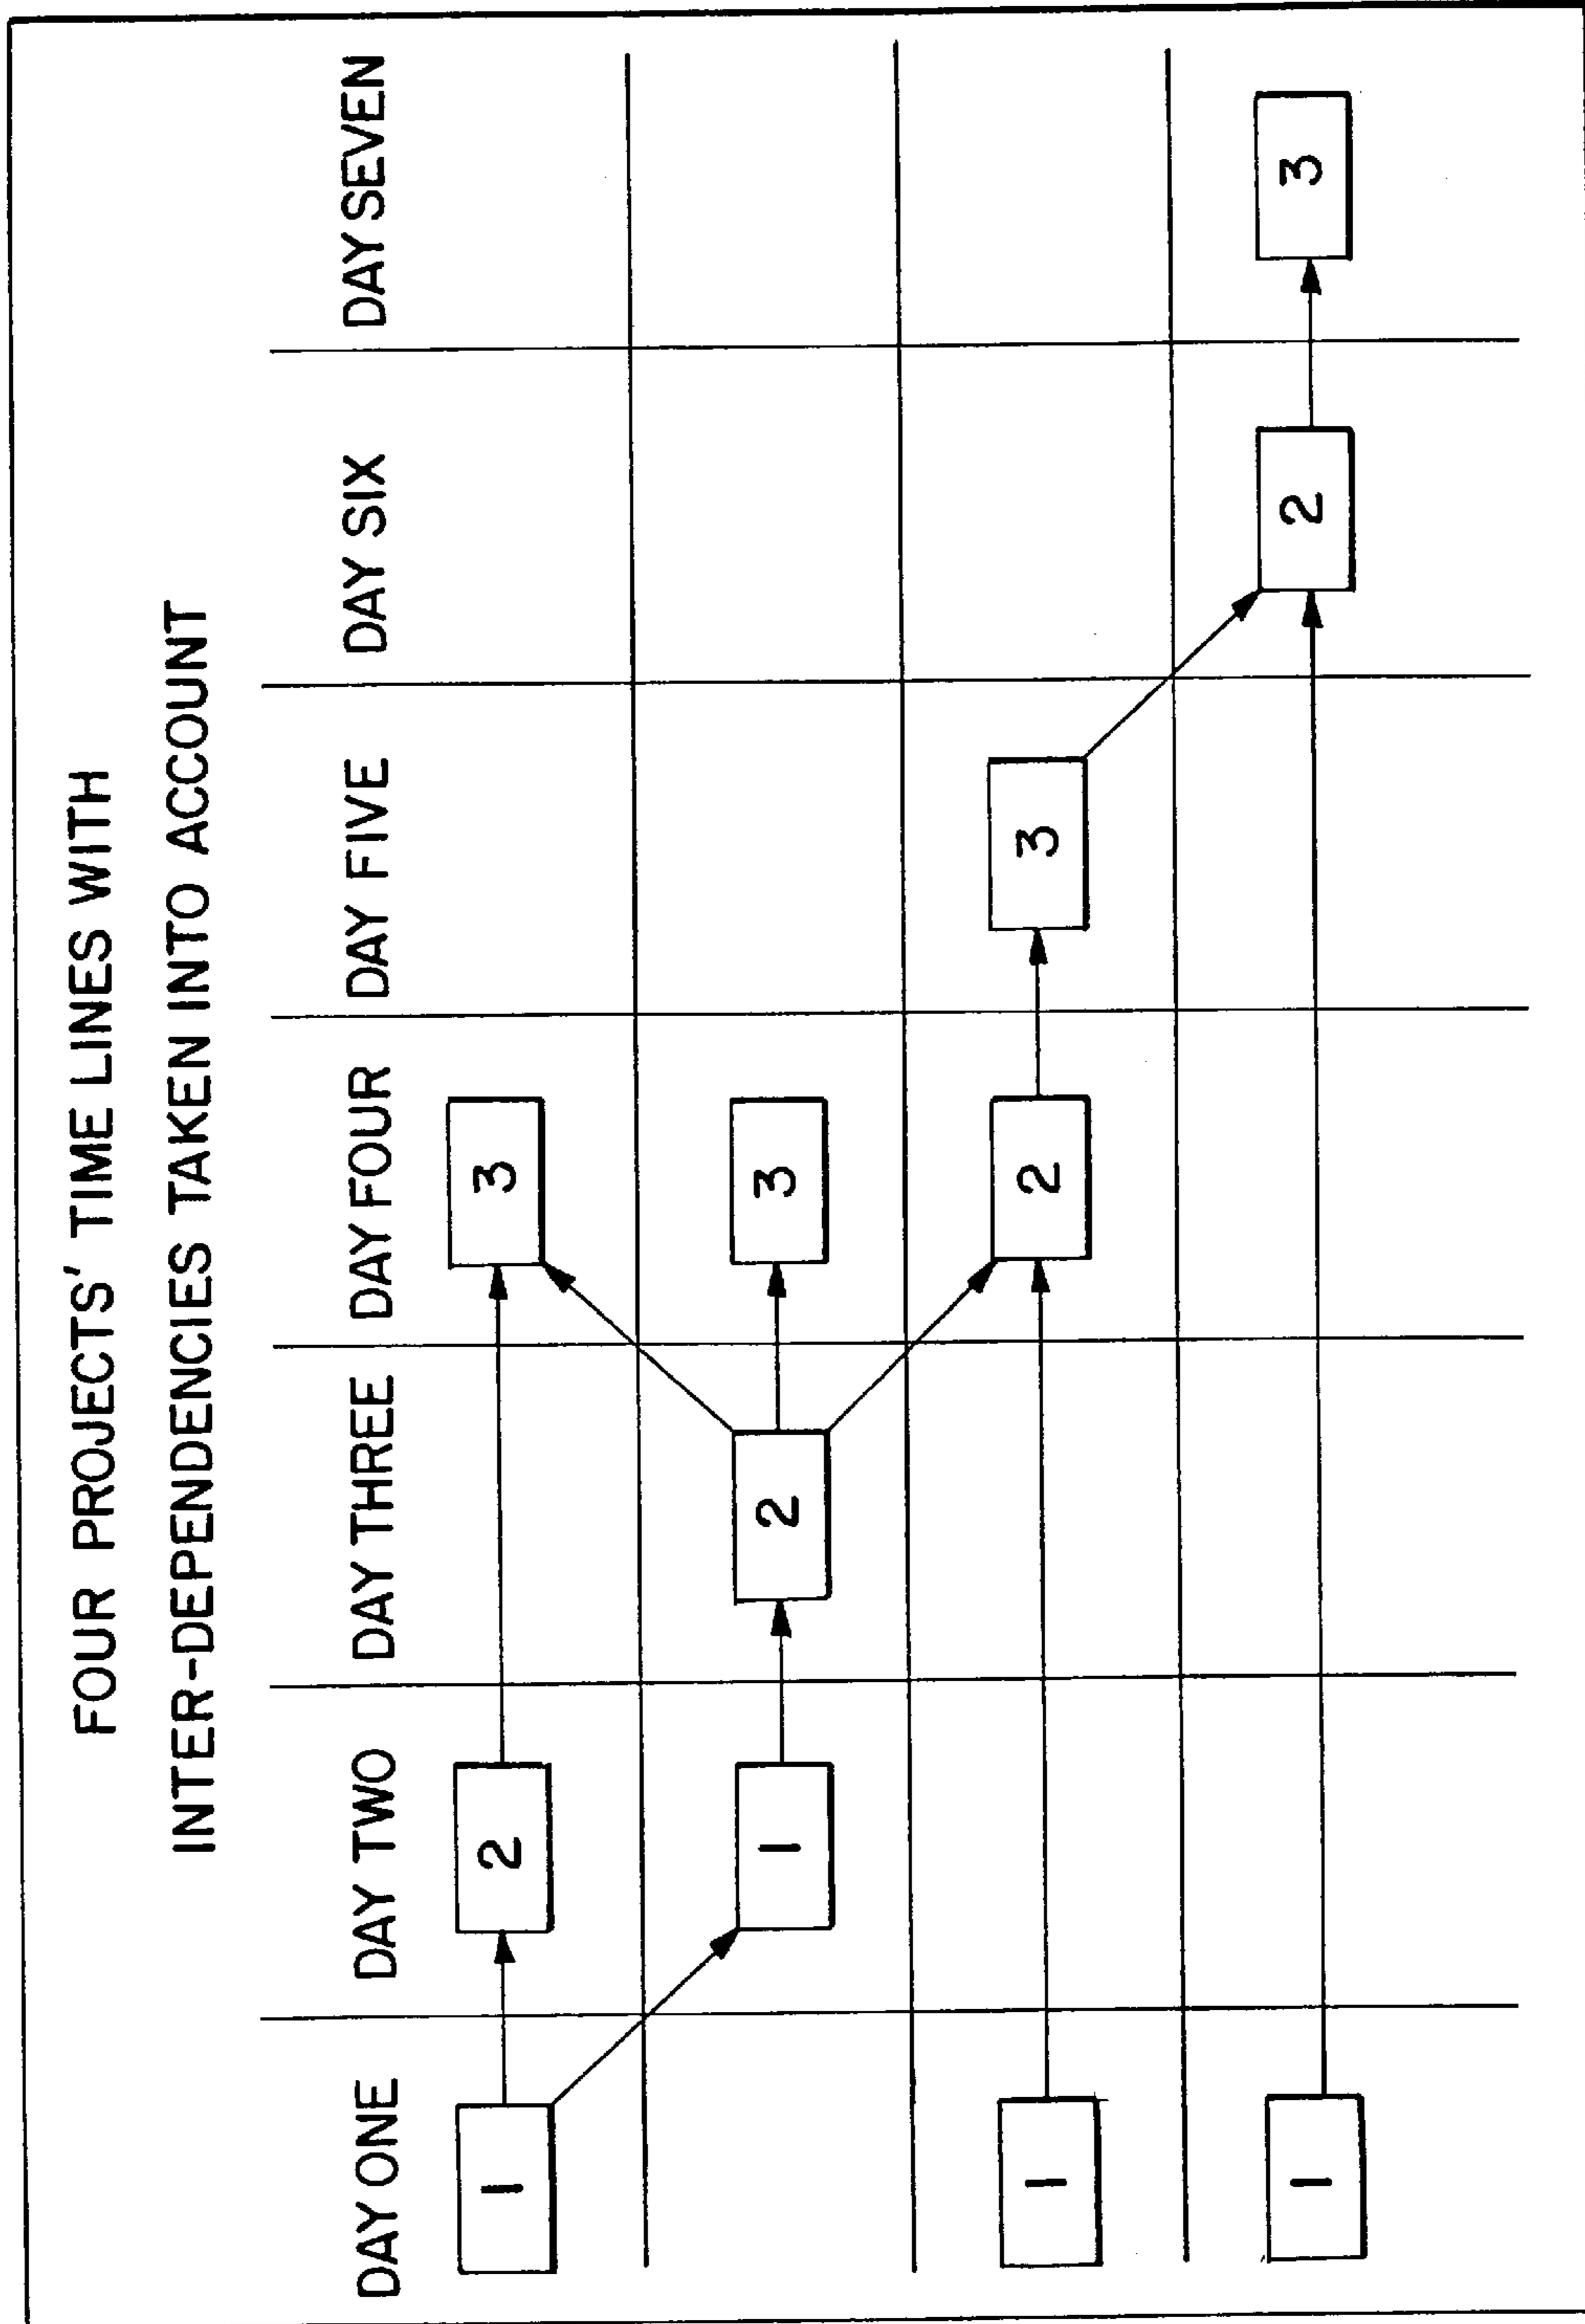 FOUR PROJECTS' TIME LINES WITH
INTER-DEPENDENCIES TAKEN INTO ACCOUNT
DAY ONE DAY TWO DAY THREE DAY FOUR DAY FIVE DAY SIX DAY SEVEN
1 2 3
1 2 3
1 2 3
1 2 3